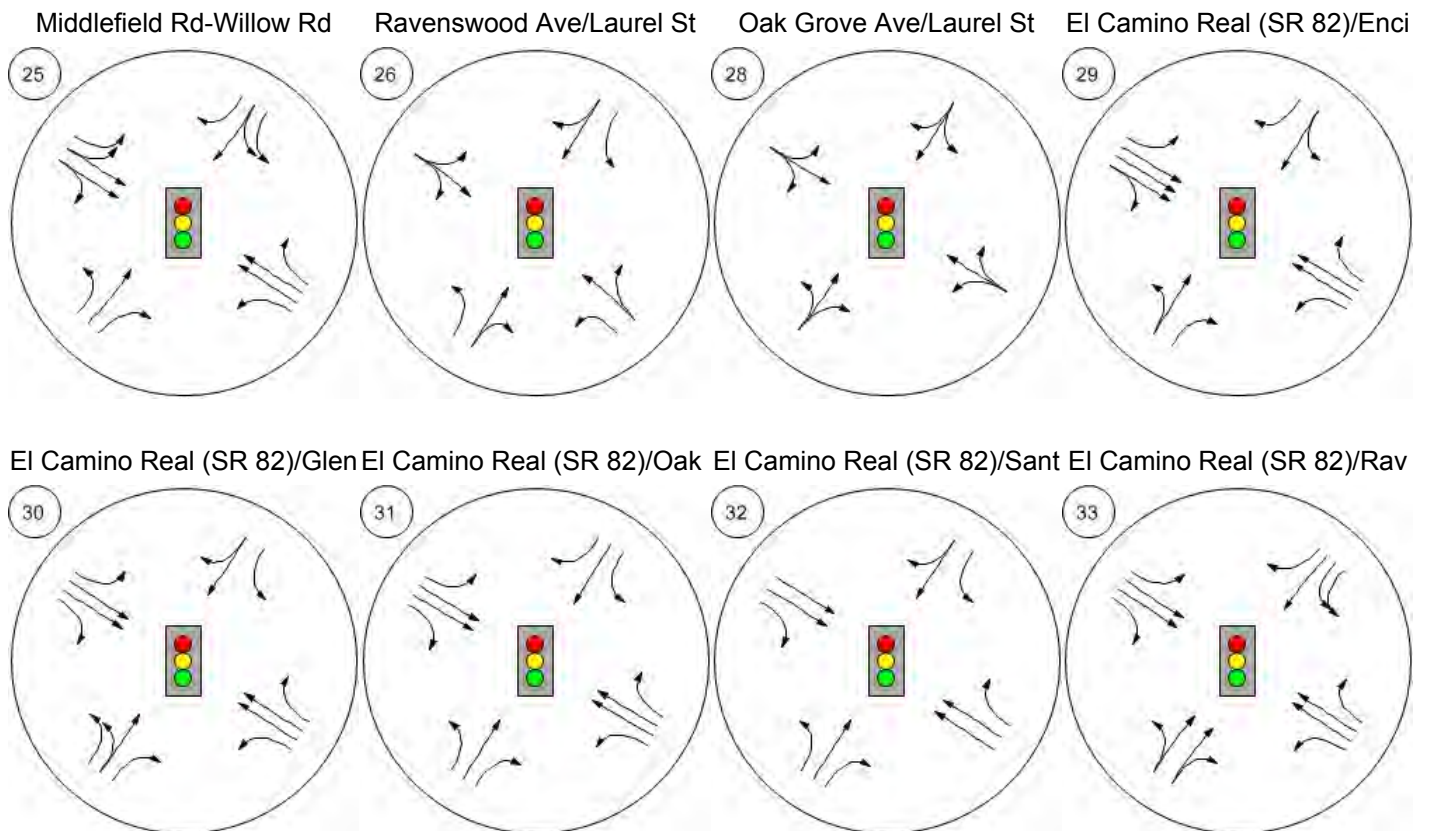 Middlefield Rd-Willow Rd
Ravenswood Ave/Laurel St
Oak Grove Ave/Laurel St
El Camino Real (SR 82)/Enci
25
26
28
29
El Camino Real (SR 82)/Glen
El Camino Real (SR 82)/Oak
El Camino Real (SR 82)/Sant
El Camino Real (SR 82)/Rav
30
31
32
33